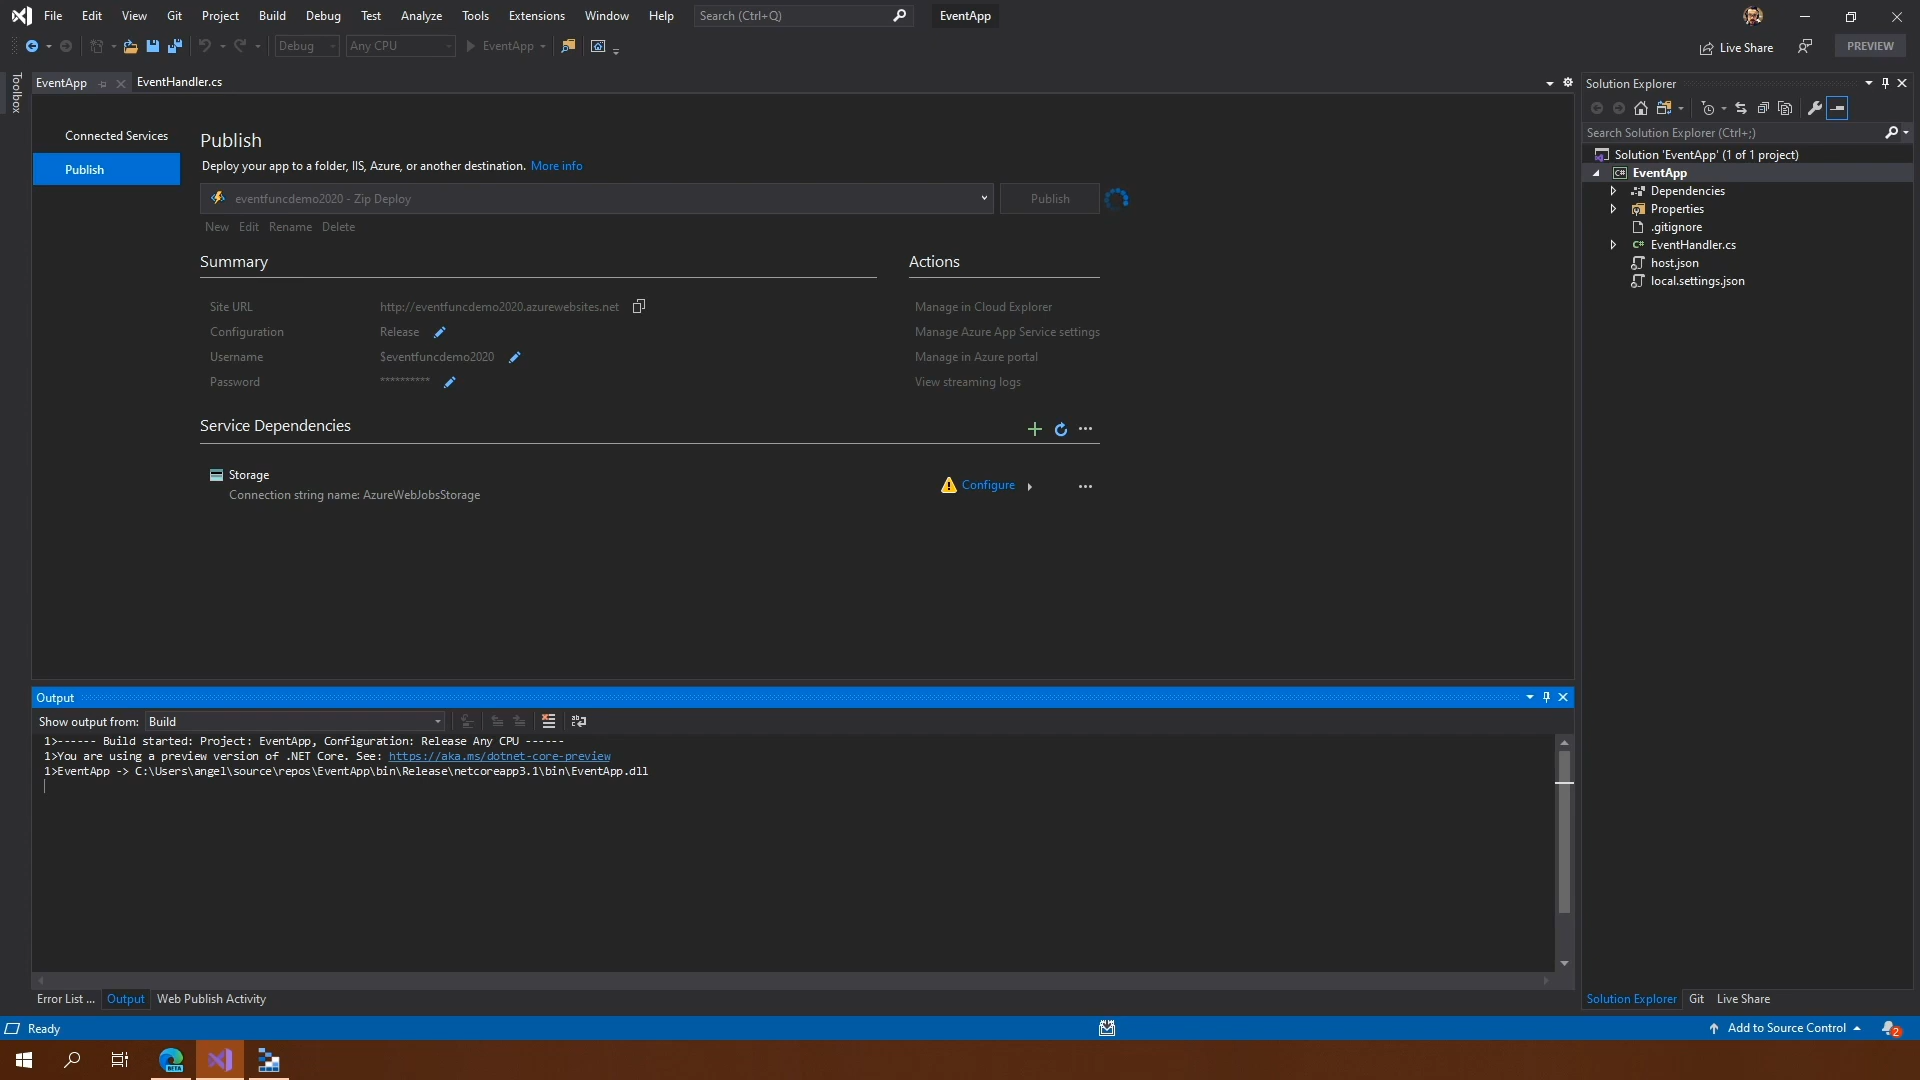 File Edit View Git Project Build Debug Test Analyze Tools Extensions Window Help Search (Ctrl+Q) EventApp
Debug Any CPU EventApp Live Share PREVIEW
Toolbox
EventApp EventHandler.cs
Connected Services
Publish
Publish
Deploy your app to a folder, IIS, Azure, or another destination. More info
eventfuncdemo2020 - Zip Deploy Publish
New Edit Rename Delete
Summary Actions
Site URL http://eventfuncdemo2020.azurewebsites.net Manage in Cloud Explorer
Configuration Release Manage Azure App Service settings
Username $eventfuncdemo2020 Manage in Azure portal
Password ********** View streaming logs
Service Dependencies
Storage
Connection string name: AzureWebJobsStorage
Configure
Solution Explorer
Search Solution Explorer (Ctrl+;)
Solution 'EventApp' (1 of 1 project)
C# EventApp
Dependencies
Properties
.gitignore
C# EventHandler.cs
host.json
local.settings.json
Output
Show output from: Build
1>------ Build started: Project: EventApp, Configuration: Release Any CPU ------
1>You are using a preview version of .NET Core. See: https://aka.ms/dotnet-core-preview
1>EventApp -> C:\Users\angel\source\repos\EventApp\bin\Release\netcoreapp3.1\bin\EventApp.dll
Error List ... Output Web Publish Activity
Solution Explorer Git Live Share
Ready Add to Source Control 2
BETA